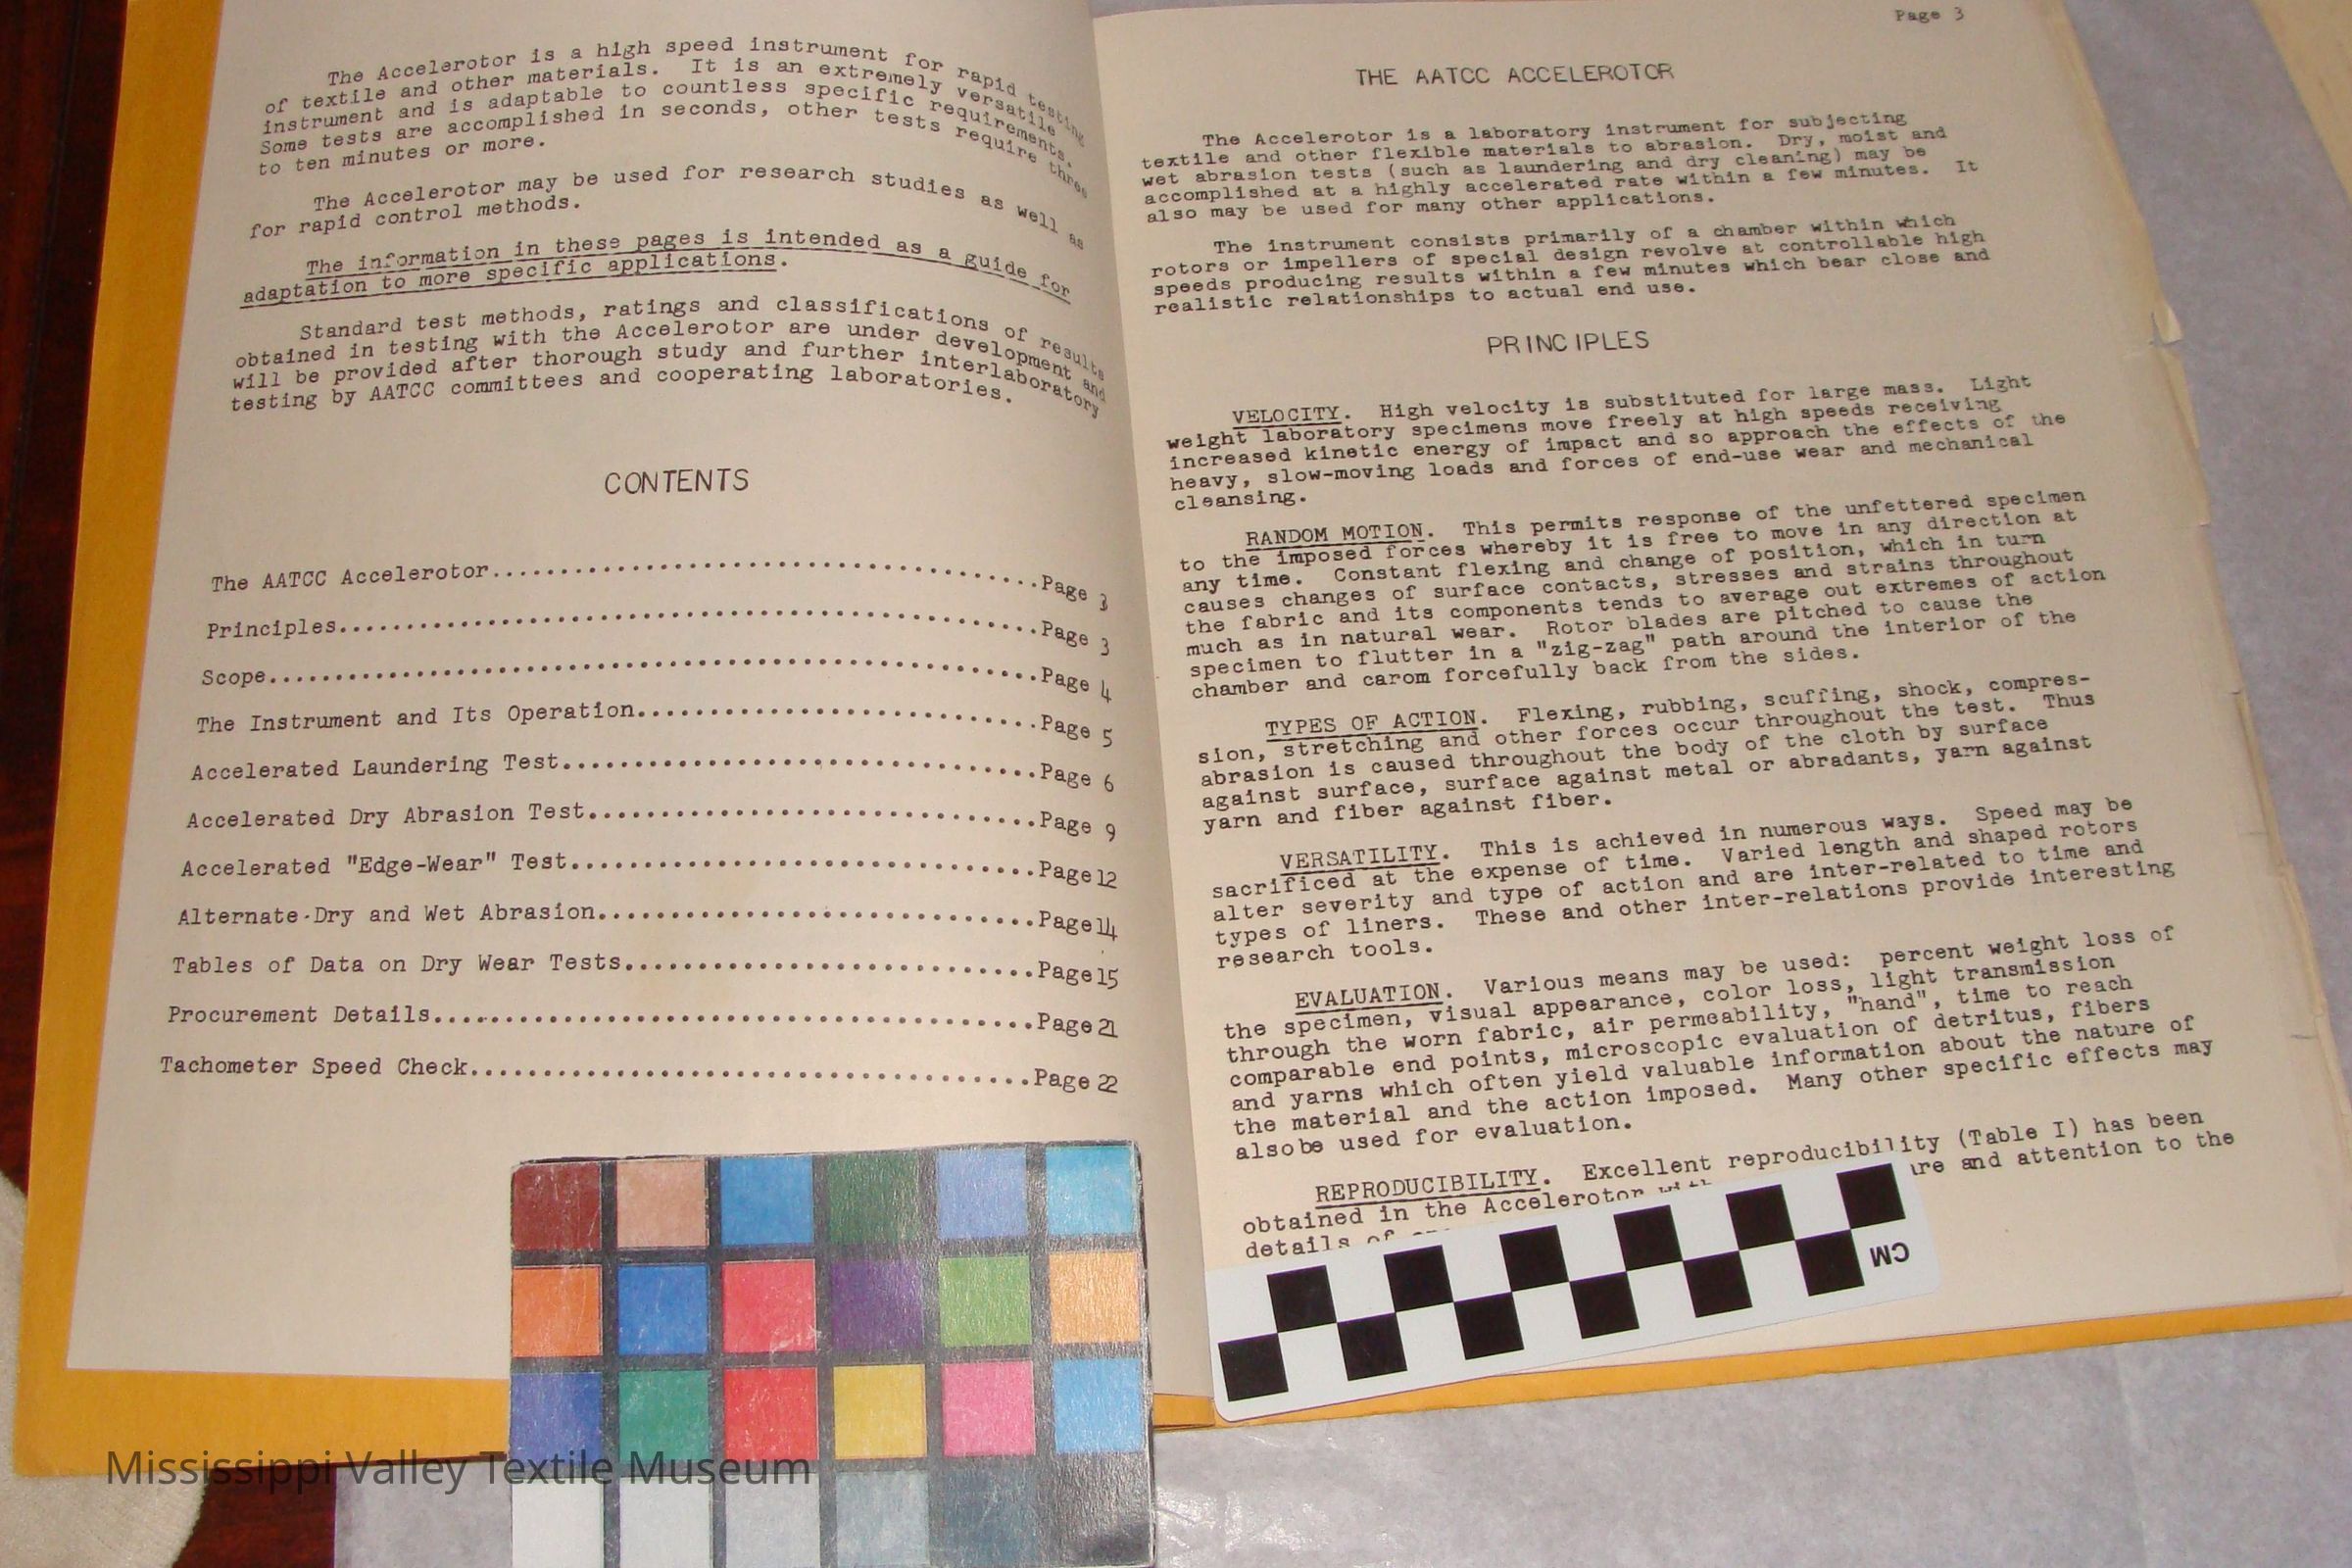 The Accelerotor is a high speed instrument for rapid testing
of textile and other materials. It is an extremely versatile
instrument and is adaptable to countless specific requirements.
Some tests are accomplished in seconds, other tests require three
to ten minutes or more.
The Accelerotor may be used for research studies as well as
for rapid control methods.
The information in these pages is intended as a guide for
adaptation to more specific applications.
Standard test methods, ratings and classifications of results
obtained in testing with the Accelerotor are under development and
will be provided after thorough study and further interlaboratory
testing by AATCC committees and cooperating laboratories.
CONTENTS
The AATCC Accelerotor.........................................Page 3
Principles....................................................Page 3
Scope.........................................................Page 4
The Instrument and Its Operation..............................Page 5
Accelerated Laundering Test...................................Page 6
Accelerated Dry Abrasion Test.................................Page 9
Accelerated "Edge-Wear" Test..................................Page 12
Alternate Dry and Wet Abrasion................................Page 14
Tables of Data on Dry Wear Tests..............................Page 15
Procurement Details...........................................Page 21
Tachometer Speed Check........................................Page 22
Page 3
THE AATCC ACCELEROTOR
The Accelerotor is a laboratory instrument for subjecting
textile and other flexible materials to abrasion. Dry, moist and
wet abrasion tests (such as laundering and dry cleaning) may be
accomplished at a highly accelerated rate within a few minutes. It
also may be used for many other applications.
The instrument consists primarily of a chamber within which
rotors or impellers of special design revolve at controllable high
speeds producing results within a few minutes which bear close and
realistic relationships to actual end use.
PRINCIPLES
VELOCITY. High velocity is substituted for large mass. Light
weight laboratory specimens move freely at high speeds receiving
increased kinetic energy of impact and so approach the effects of the
heavy, slow-moving loads and forces of end-use wear and mechanical
cleansing.
RANDOM MOTION. This permits response of the unfettered specimen
to the imposed forces whereby it is free to move in any direction at
any time. Constant flexing and change of position, which in turn
causes changes of surface contacts, stresses and strains throughout
the fabric and its components tends to average out extremes of action
much as in natural wear. Rotor blades are pitched to cause the
specimen to flutter in a "zig-zag" path around the interior of the
chamber and carom forcefully back from the sides.
TYPES OF ACTION. Flexing, rubbing, scuffing, shock, compres-
sion, stretching and other forces occur throughout the test. Thus
abrasion is caused throughout the body of the cloth by surface
against surface, surface against metal or abradants, yarn against
yarn and fiber against fiber.
VERSATILITY. This is achieved in numerous ways. Speed may be
sacrificed at the expense of time. Varied length and shaped rotors
alter severity and type of action and are inter-related to time and
types of liners. These and other inter-relations provide interesting
research tools.
EVALUATION. Various means may be used: percent weight loss of
the specimen, visual appearance, color loss, light transmission
through the worn fabric, air permeability, "hand", time to reach
comparable end points, microscopic evaluation of detritus, fibers
and yarns which often yield valuable information about the nature of
the material and the action imposed. Many other specific effects may
alsobe used for evaluation.
REPRODUCIBILITY. Excellent reproducibility (Table I) has been
obtained in the Accelerotor with and attention to the
details of
CM
Mississippi Valley Textile Museum